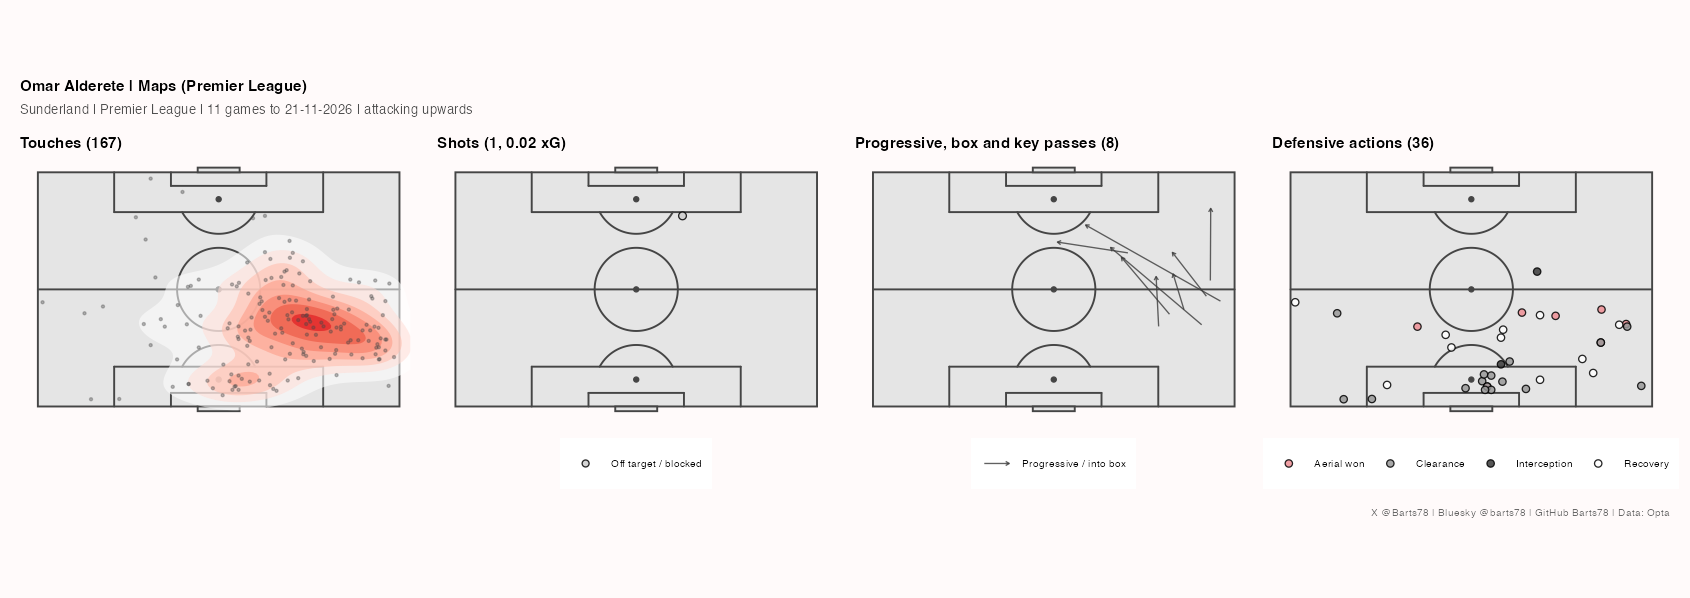 Omar Alderete | Maps (Premier League)
Sunderland | Premier League | 11 games to 21-11-2026 | attacking upwards
Touches (167)
Shots (1, 0.02 xG)
Progressive, box and key passes (8)
Defensive actions (36)
Off target / blocked
Progressive / into box
Aerial won
Clearance
Interception
Recovery
X @Barts78 | Bluesky @barts78 | GitHub Barts78 | Data: Opta